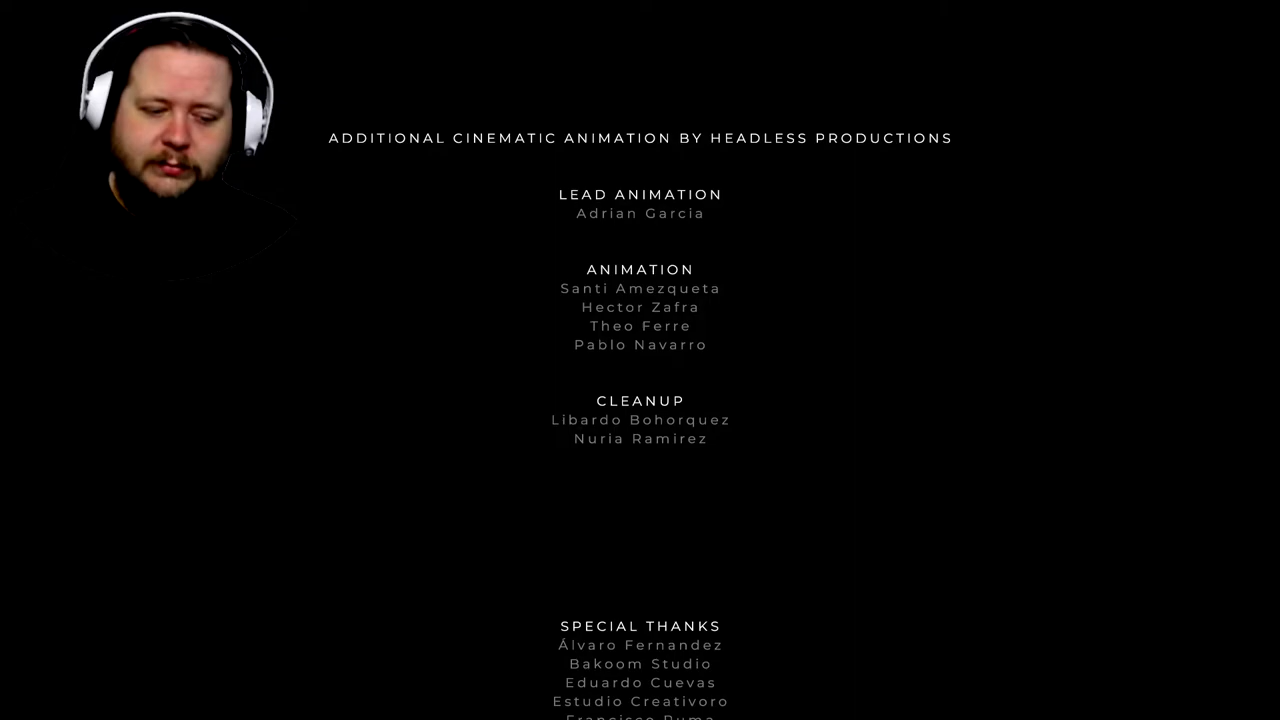 ADDITIONAL CINEMATIC ANIMATION BY HEADLESS PRODUCTIONS
LEAD ANIMATION
Adrian Garcia
ANIMATION
Santi Amezqueta
Hector Zafra
Theo Ferre
Pablo Navarro
CLEANUP
Libardo Bohorquez
Nuria Ramirez
SPECIAL THANKS
Álvaro Fernandez
Bakoom Studio
Eduardo Cuevas
Estudio Creativoro
Francisco